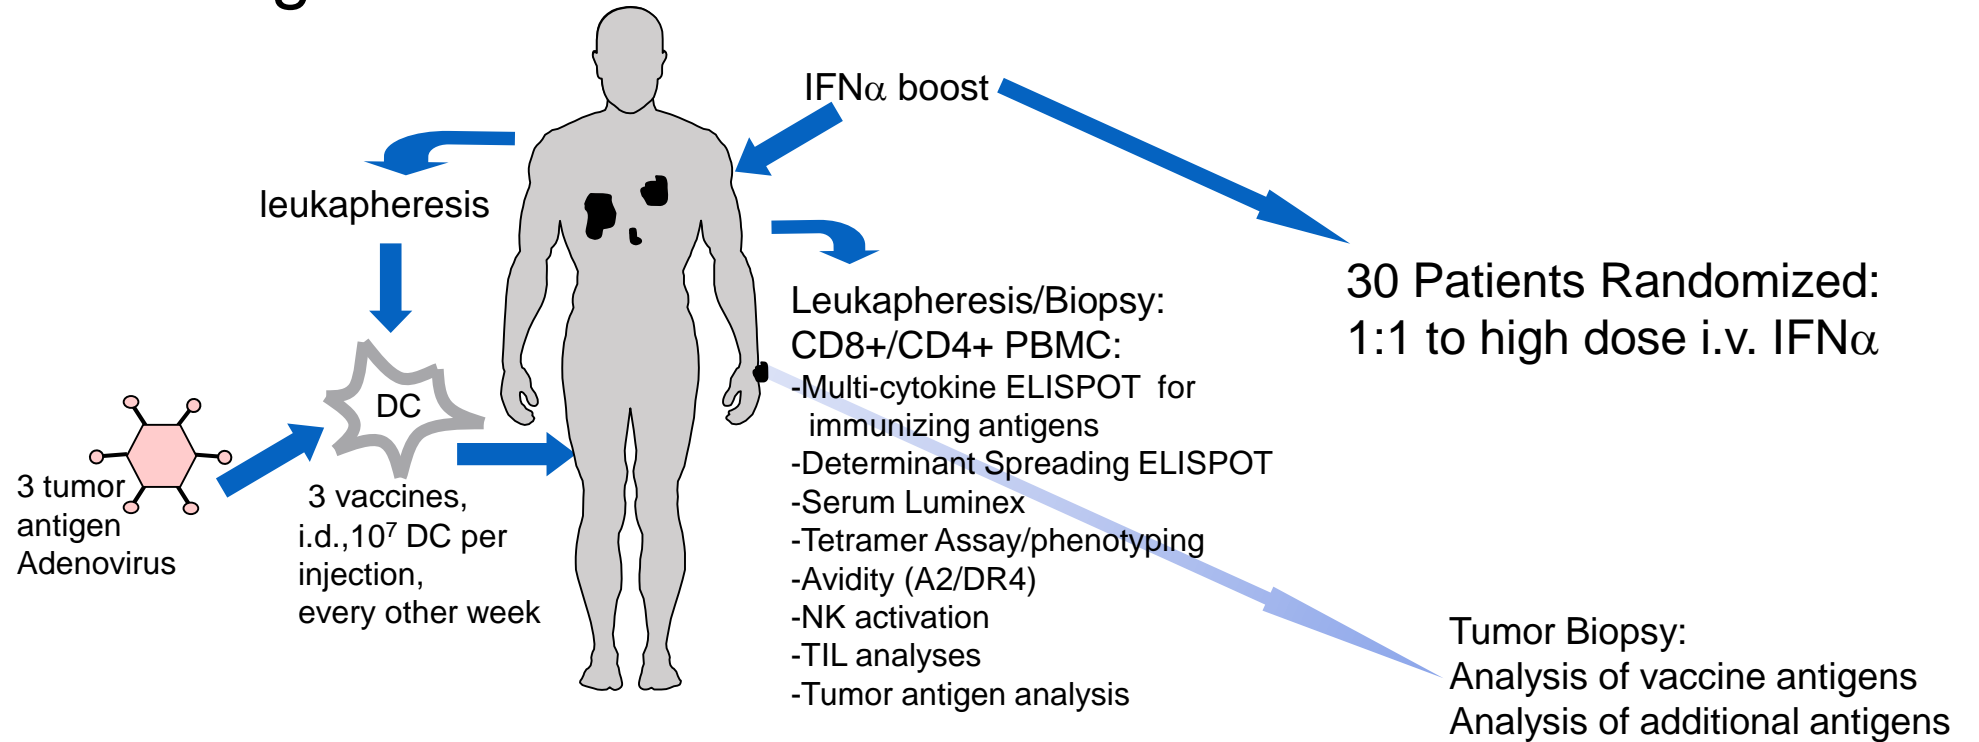 IFNα boost
leukapheresis
30 Patients Randomized:
1:1 to high dose i.v. IFNα
Leukapheresis/Biopsy:
CD8+/CD4+ PBMC:
-Multi-cytokine ELISPOT for
immunizing antigens
-Determinant Spreading ELISPOT
-Serum Luminex
-Tetramer Assay/phenotyping
-Avidity (A2/DR4)
-NK activation
-TIL analyses
-Tumor antigen analysis
DC
3 tumor
antigen
Adenovirus
3 vaccines,
i.d.,10⁷ DC per
injection,
every other week
Tumor Biopsy:
Analysis of vaccine antigens
Analysis of additional antigens